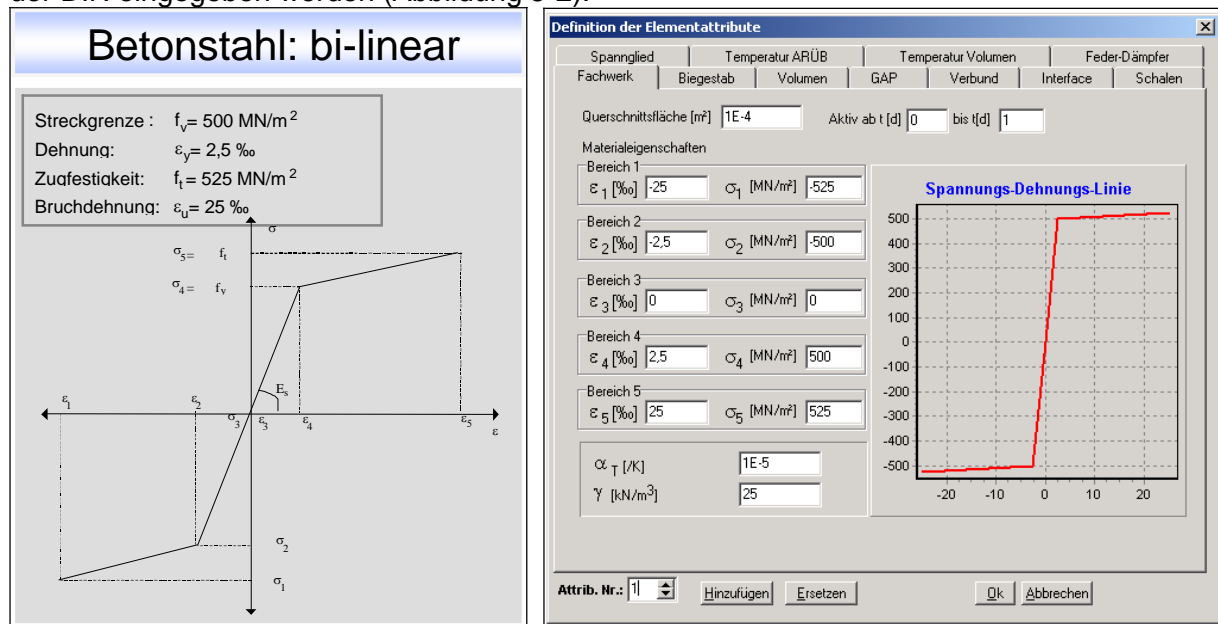 der DIN eingegeben werden (Abbildung 3-2).
Betonstahl: bi-linear
Streckgrenze : fᵧ= 500 MN/m²
Dehnung: εy= 2,5 ‰
Zugfestigkeit: ft= 525 MN/m²
Bruchdehnung: εu= 25 ‰
σ
σ5= ft
σ4= fy
Es
ε1 ε2 σ3 ε3 ε4 ε5
ε
σ2
σ1
Definition der Elementattribute
Spannglied Temperatur ARÜB Temperatur Volumen Feder-Dämpfer
Fachwerk Biegestab Volumen GAP Verbund Interface Schalen
Querschnittsfläche [m²] 1E-4 Aktiv ab t [d] 0 bis t[d] 1
Materialeigenschaften
Bereich 1
ε1 [‰] -25 σ1 [MN/m²] -525
Bereich 2
ε2 [‰] -2,5 σ2 [MN/m²] -500
Bereich 3
ε3 [‰] 0 σ3 [MN/m²] 0
Bereich 4
ε4 [‰] 2,5 σ4 [MN/m²] 500
Bereich 5
ε5 [‰] 25 σ5 [MN/m²] 525
αT [/K] 1E-5
γ [kN/m³] 25
Spannungs-Dehnungs-Linie
500
400
300
200
100
0
-100
-200
-300
-400
-500
-20 -10 0 10 20
Attrib. Nr.: 1 Hinzufügen Ersetzen Ok Abbrechen